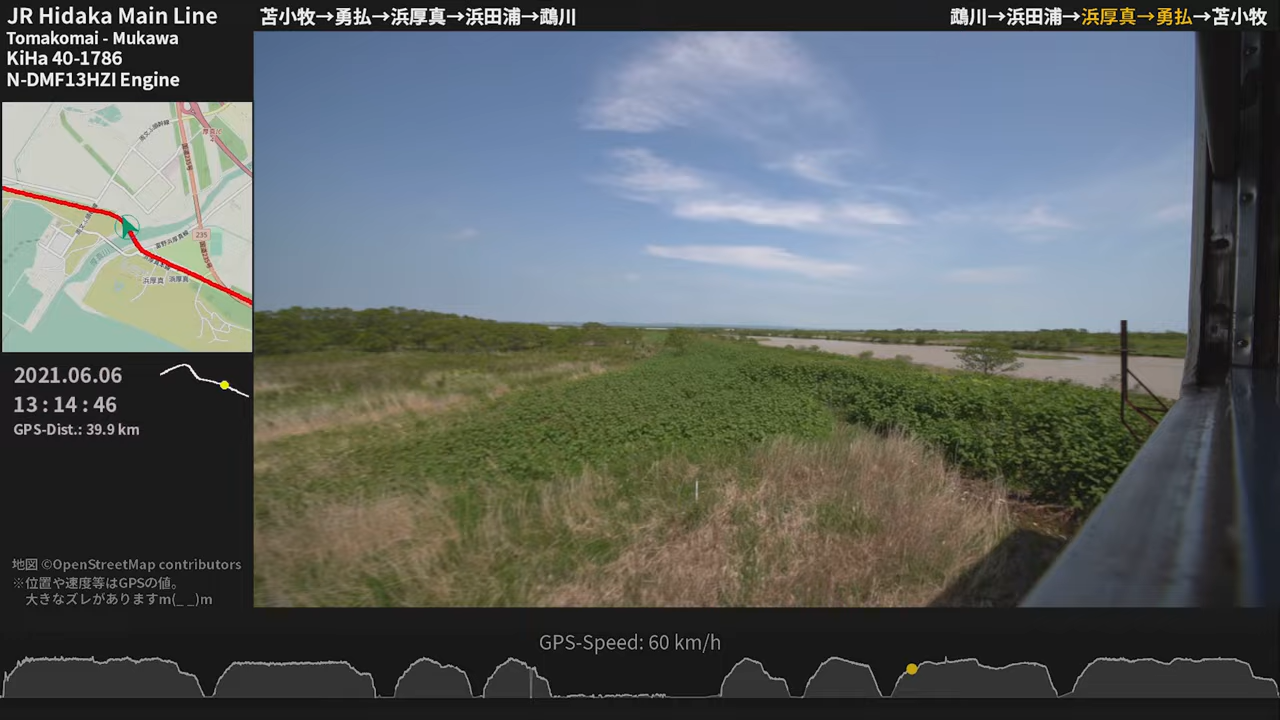 JR Hidaka Main Line
Tomakomai - Mukawa
KiHa 40-1786
N-DMF13HZI Engine
苫小牧→勇払→浜厚真→浜田浦→鵡川
鵡川→浜田浦→浜厚真→勇払→苫小牧
235
浜厚真 浜厚真
2021.06.06
13:14:46
GPS-Dist.: 39.9 km
地図 ©OpenStreetMap contributors
※位置や速度等はGPSの値。
大きなズレがありますm(_ _)m
GPS-Speed: 60 km/h